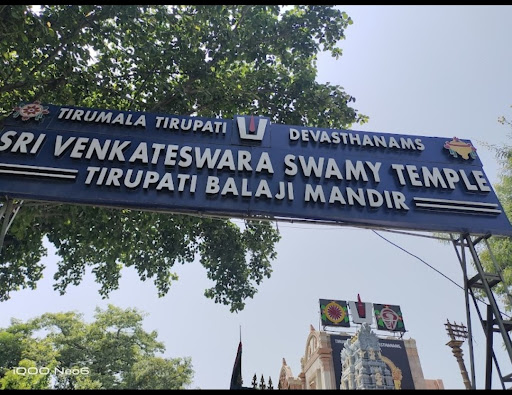 TIRUMALA TIRUPATI DEVASTHANAMS
SRI VENKATESWARA SWAMY TEMPLE
TIRUPATI BALAJI MANDIR
iQOO Neo6